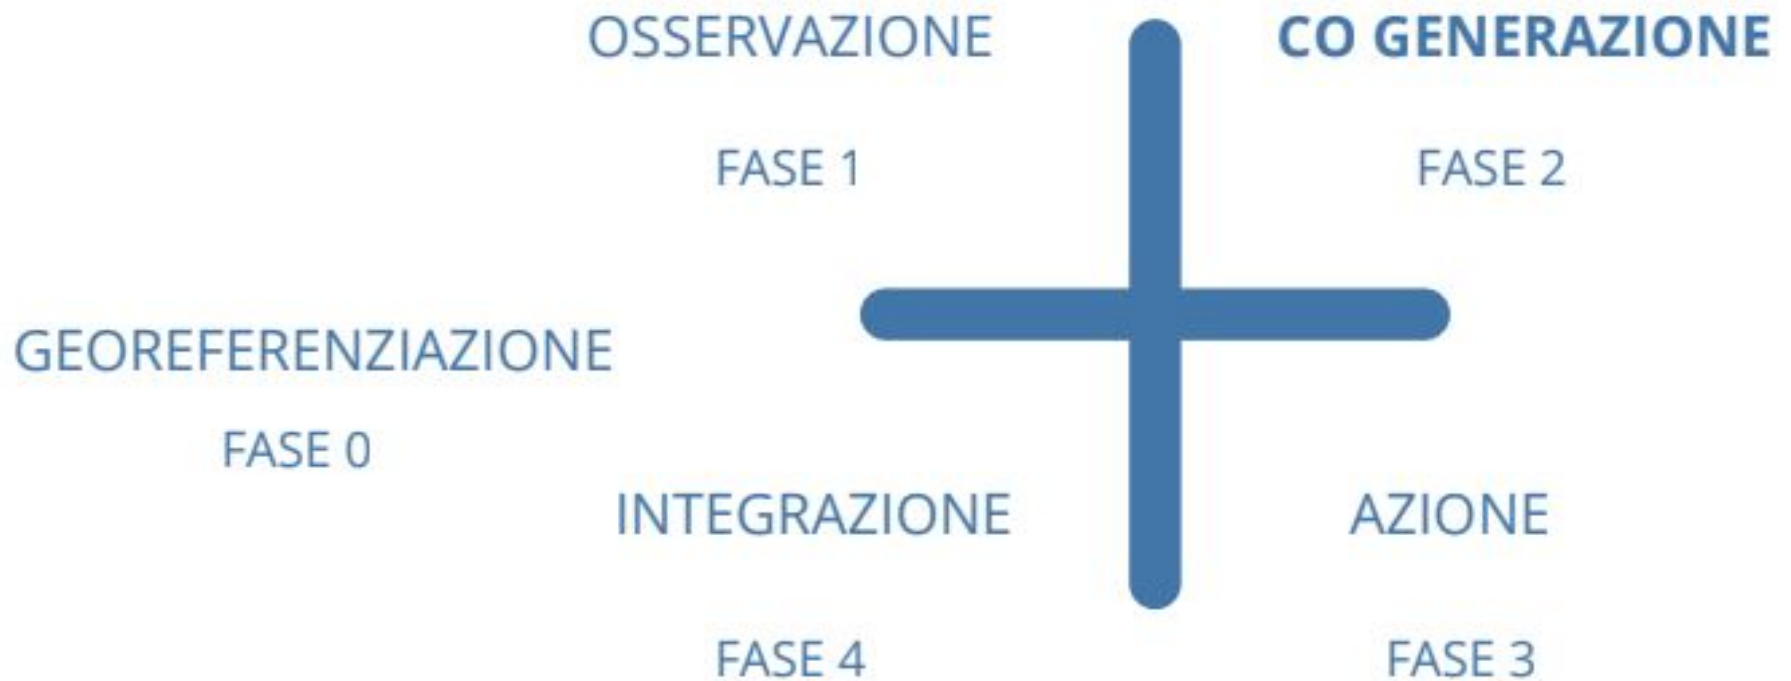 OSSERVAZIONE
FASE 1
CO GENERAZIONE
FASE 2
GEOREFERENZIAZIONE
FASE 0
INTEGRAZIONE
FASE 4
AZIONE
FASE 3